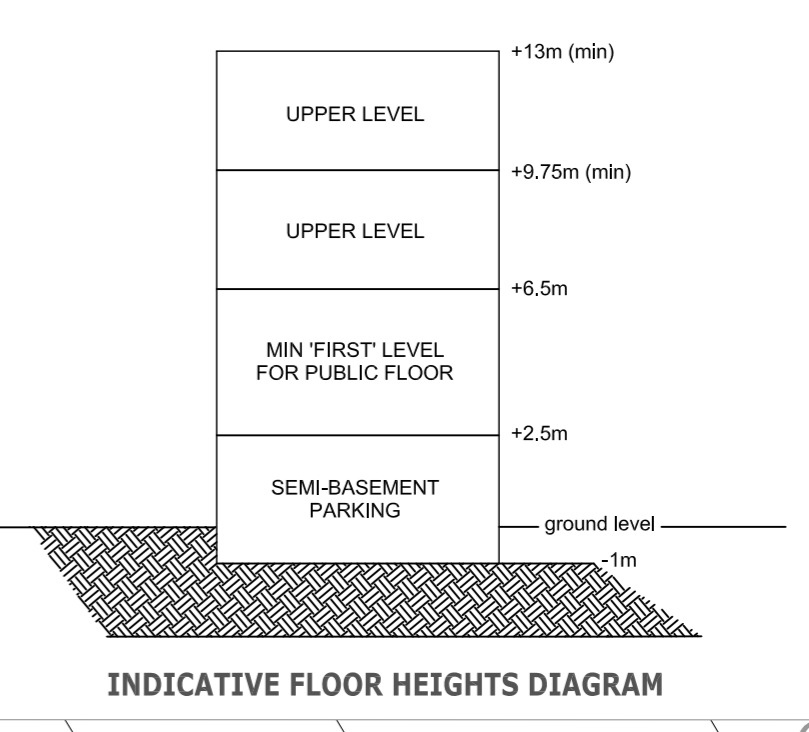 +13m (min)
UPPER LEVEL
+9.75m (min)
UPPER LEVEL
+6.5m
MIN 'FIRST' LEVEL
FOR PUBLIC FLOOR
+2.5m
SEMI-BASEMENT
PARKING
ground level
-1m
INDICATIVE FLOOR HEIGHTS DIAGRAM